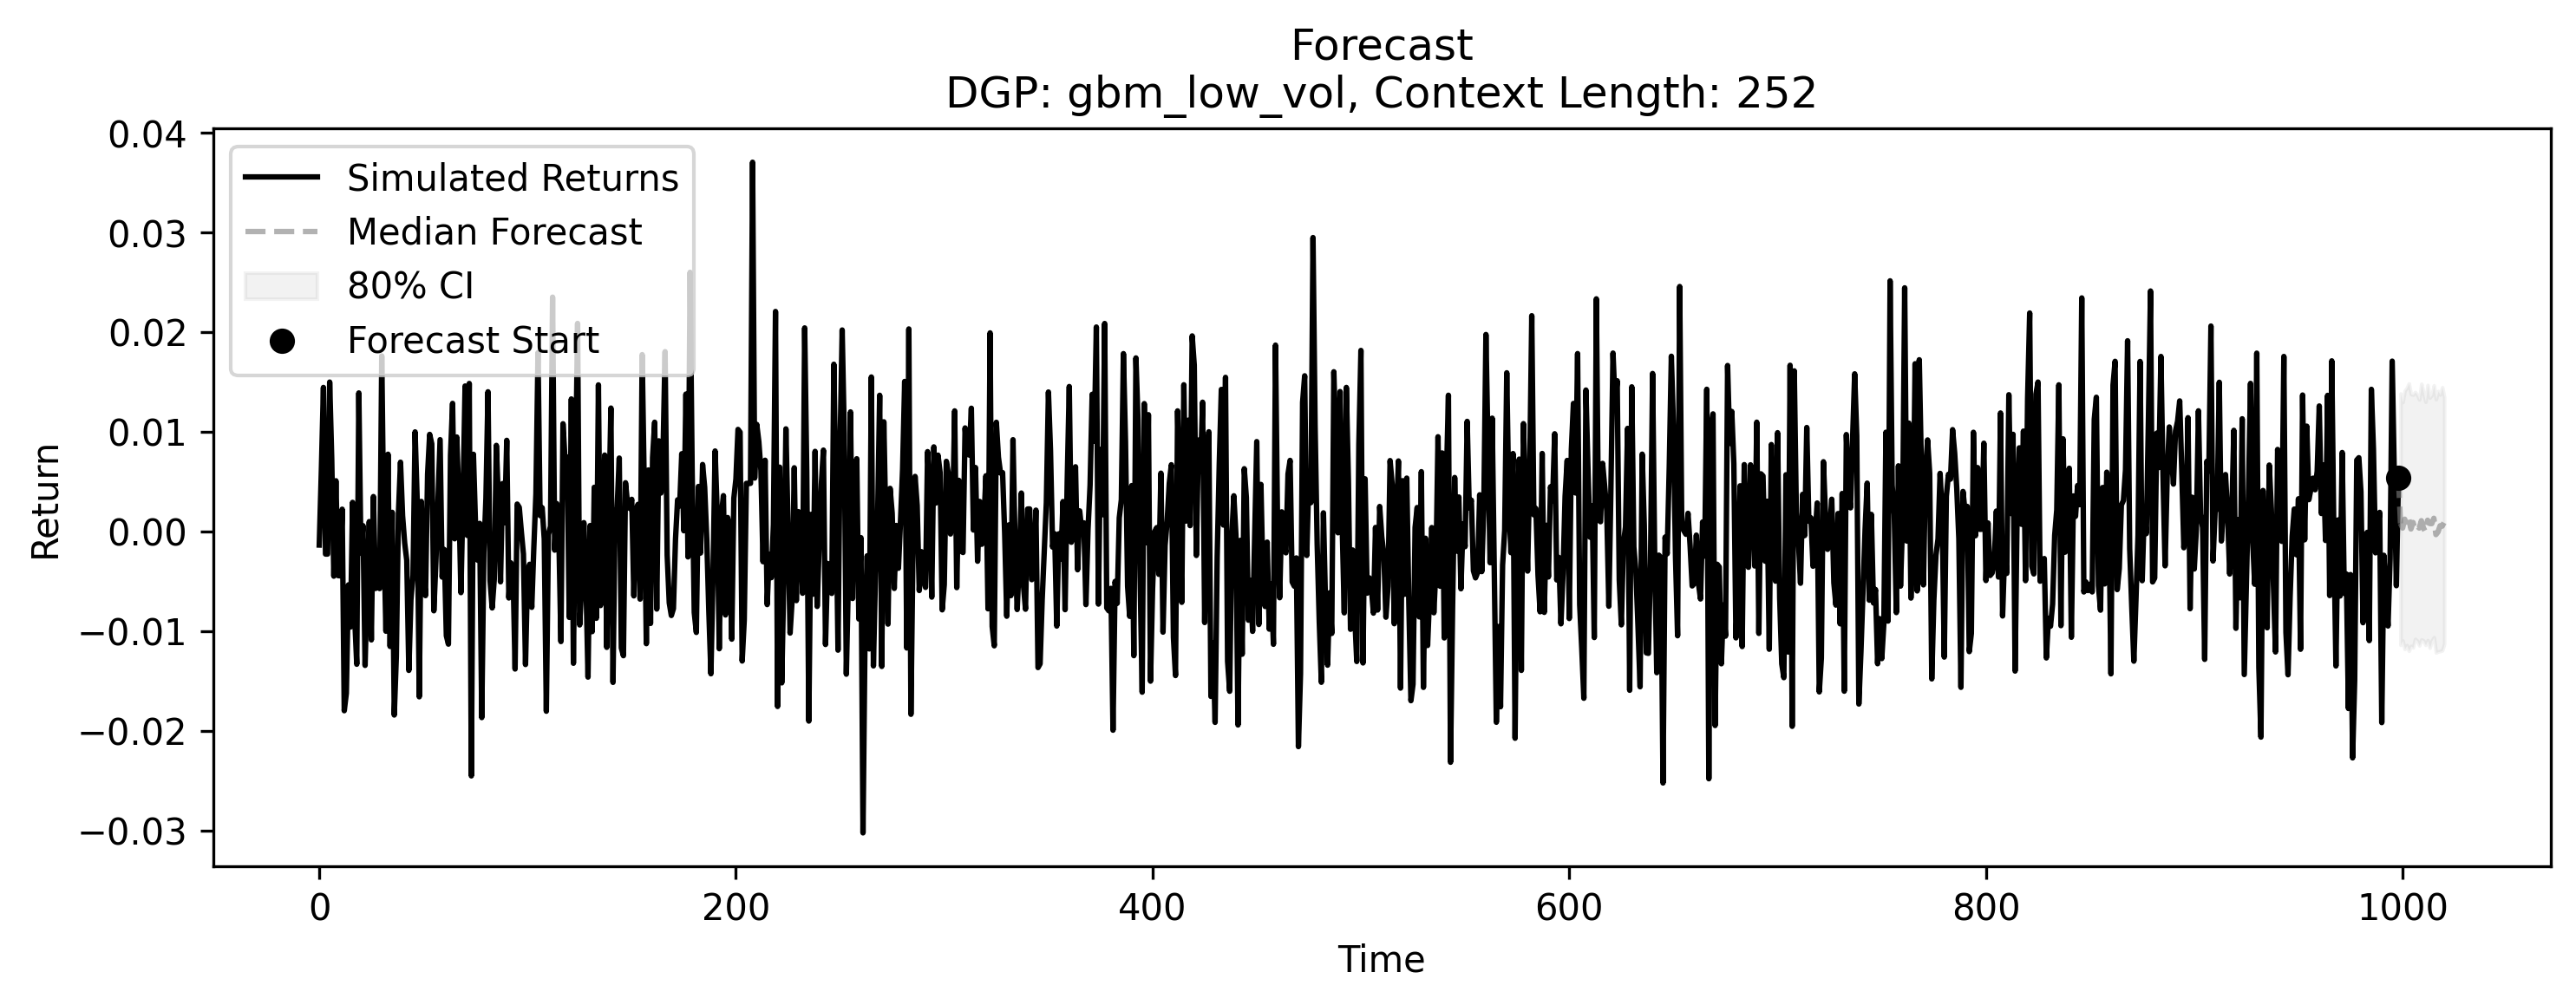 Forecast
DGP: gbm_low_vol, Context Length: 252
0.04
0.03
0.02
0.01
0.00
−0.01
−0.02
−0.03
Return
Simulated Returns
Median Forecast
80% CI
Forecast Start
0
200
400
600
800
1000
Time